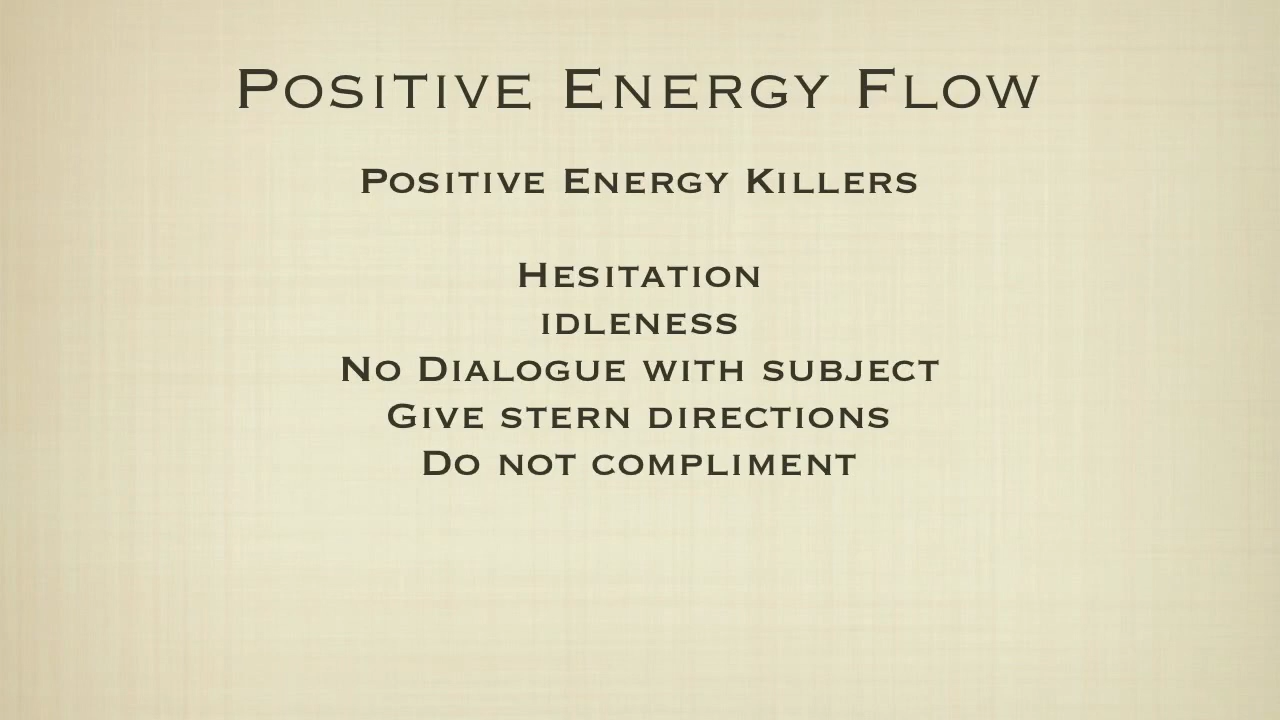 Positive Energy Flow
Positive Energy Killers
Hesitation
idleness
No Dialogue with subject
Give stern directions
Do not compliment